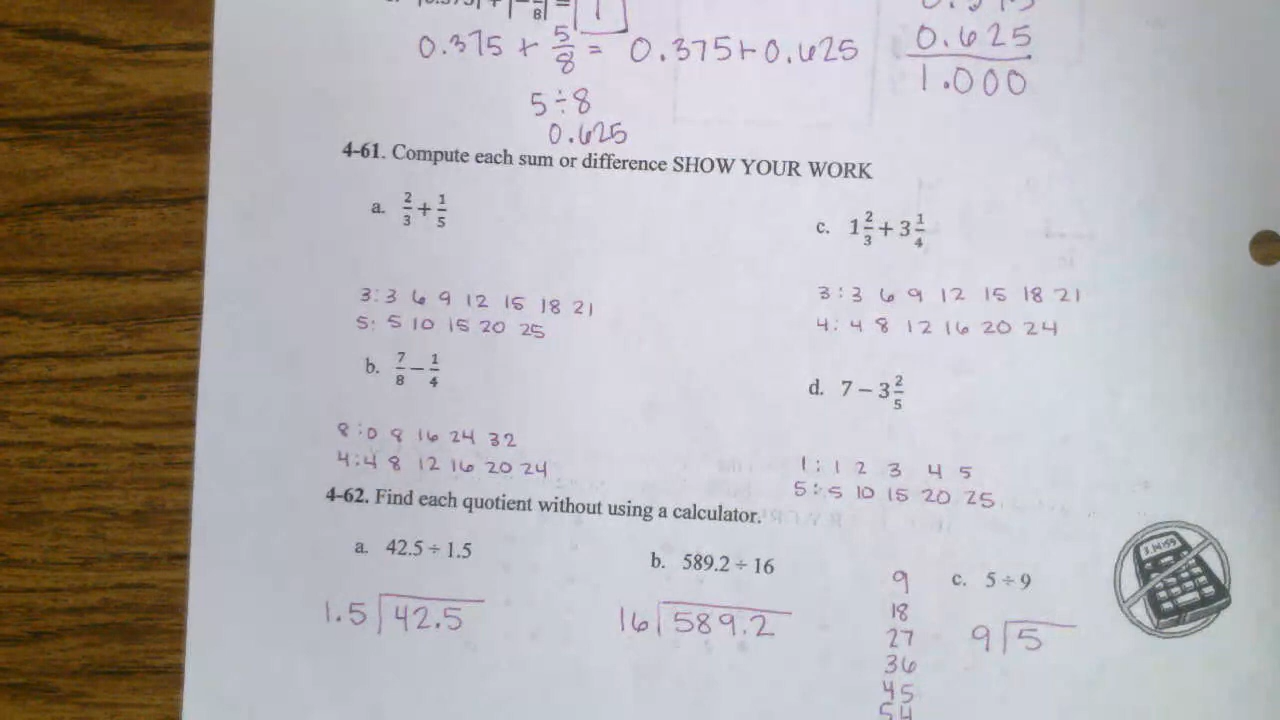 0.375 + 5/8 = 0.375 + 0.625
0.625
1.000
5 ÷ 8
0.625
4-61. Compute each sum or difference SHOW YOUR WORK
a. 2/3 + 1/5
c. 1 2/3 + 3 1/4
3: 3 6 9 12 15 18 21
5: 5 10 15 20 25
3: 3 6 9 12 15 18 21
4: 4 8 12 16 20 24
b. 7/8 − 1/4
d. 7 − 3 2/5
8: 0 8 16 24 32
4: 4 8 12 16 20 24
1: 1 2 3 4 5
5: 5 10 15 20 25
4-62. Find each quotient without using a calculator.
a. 42.5 ÷ 1.5
b. 589.2 ÷ 16
c. 5 ÷ 9
1.5 ⟌42.5
16 ⟌589.2
9 ⟌5
9
18
27
36
45
54
3.14159